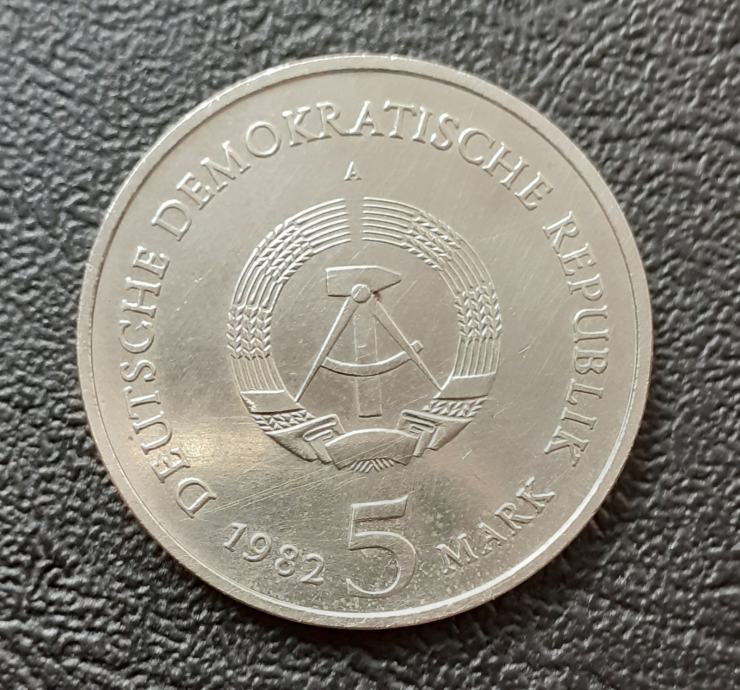 DEUTSCHE DEMOKRATISCHE REPUBLIK
A
1982 5 MARK